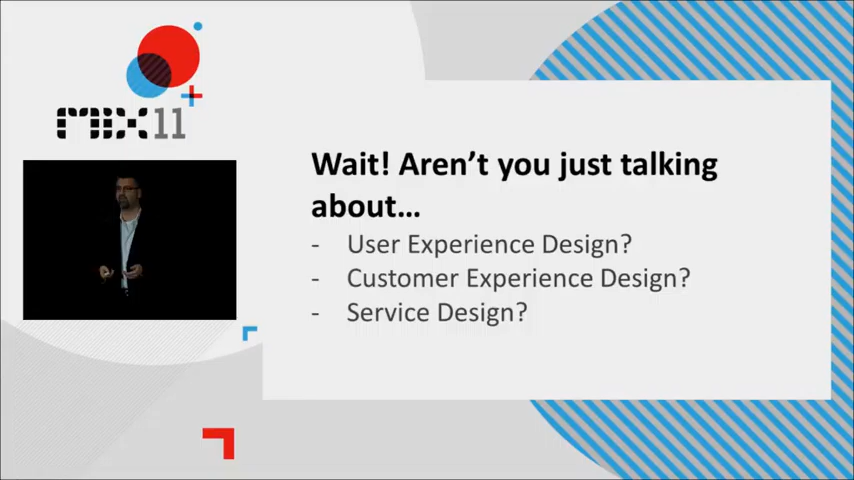 mix11
Wait! Aren't you just talking
about...
- User Experience Design?
- Customer Experience Design?
- Service Design?